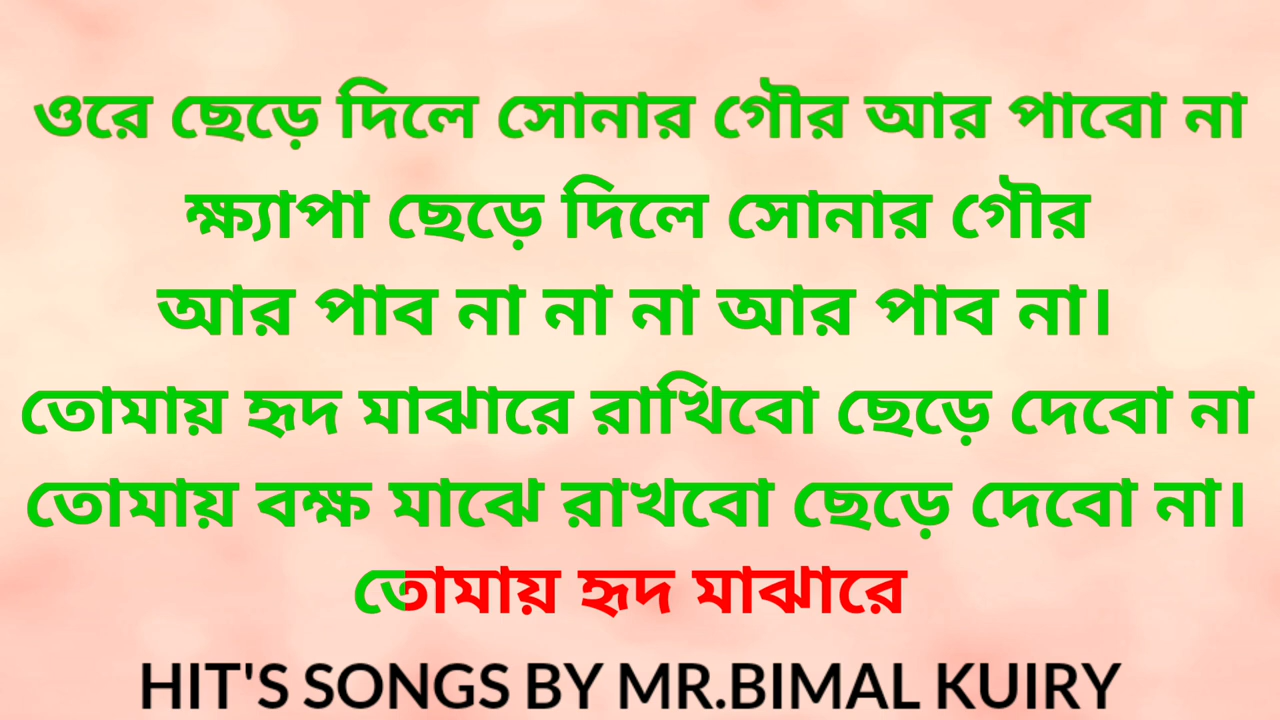 ওরে ছেড়ে দিলে সোনার গৌর আর পাবো না
ক্ষ্যাপা ছেড়ে দিলে সোনার গৌর
আর পাব না না না আর পাব না।
তোমায় হৃদ মাঝারে রাখিবো ছেড়ে দেবো না
তোমায় বক্ষ মাঝে রাখবো ছেড়ে দেবো না।
তোমায় হৃদ মাঝারে
HIT'S SONGS BY MR.BIMAL KUIRY